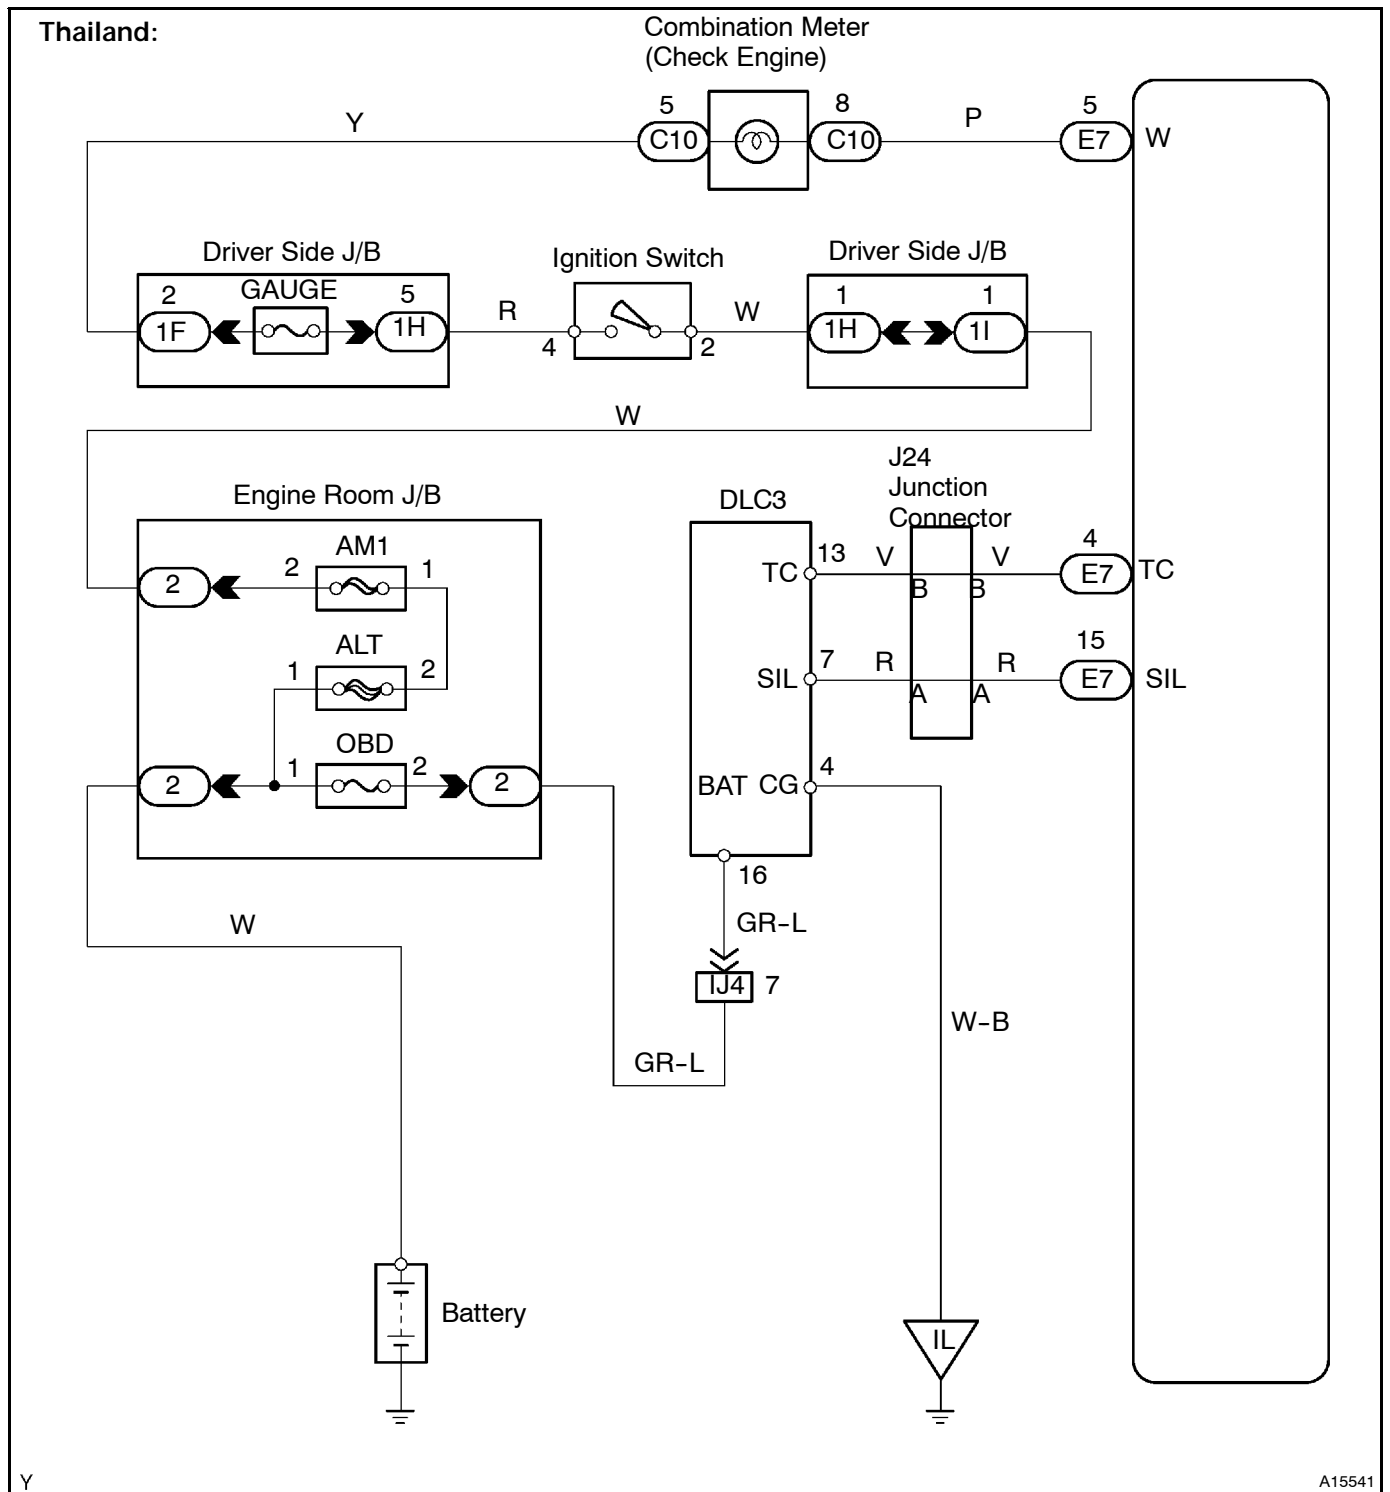 Thailand:
Combination Meter
(Check Engine)
5
8
5
Y
C10
C10
P
E7
W
Driver Side J/B
Ignition Switch
Driver Side J/B
2
GAUGE
5
1
1
1F
1H
R
4
2
W
1H
1I
W
Engine Room J/B
DLC3
J24
Junction
Connector
AM1
2
2
1
TC
13
V
V
4
E7
TC
B
B
ALT
1
2
SIL
7
R
R
15
E7
SIL
A
A
OBD
2
1
2
2
BAT
CG
4
16
W
GR-L
IJ4
7
W-B
GR-L
Battery
IL
Y
A15541